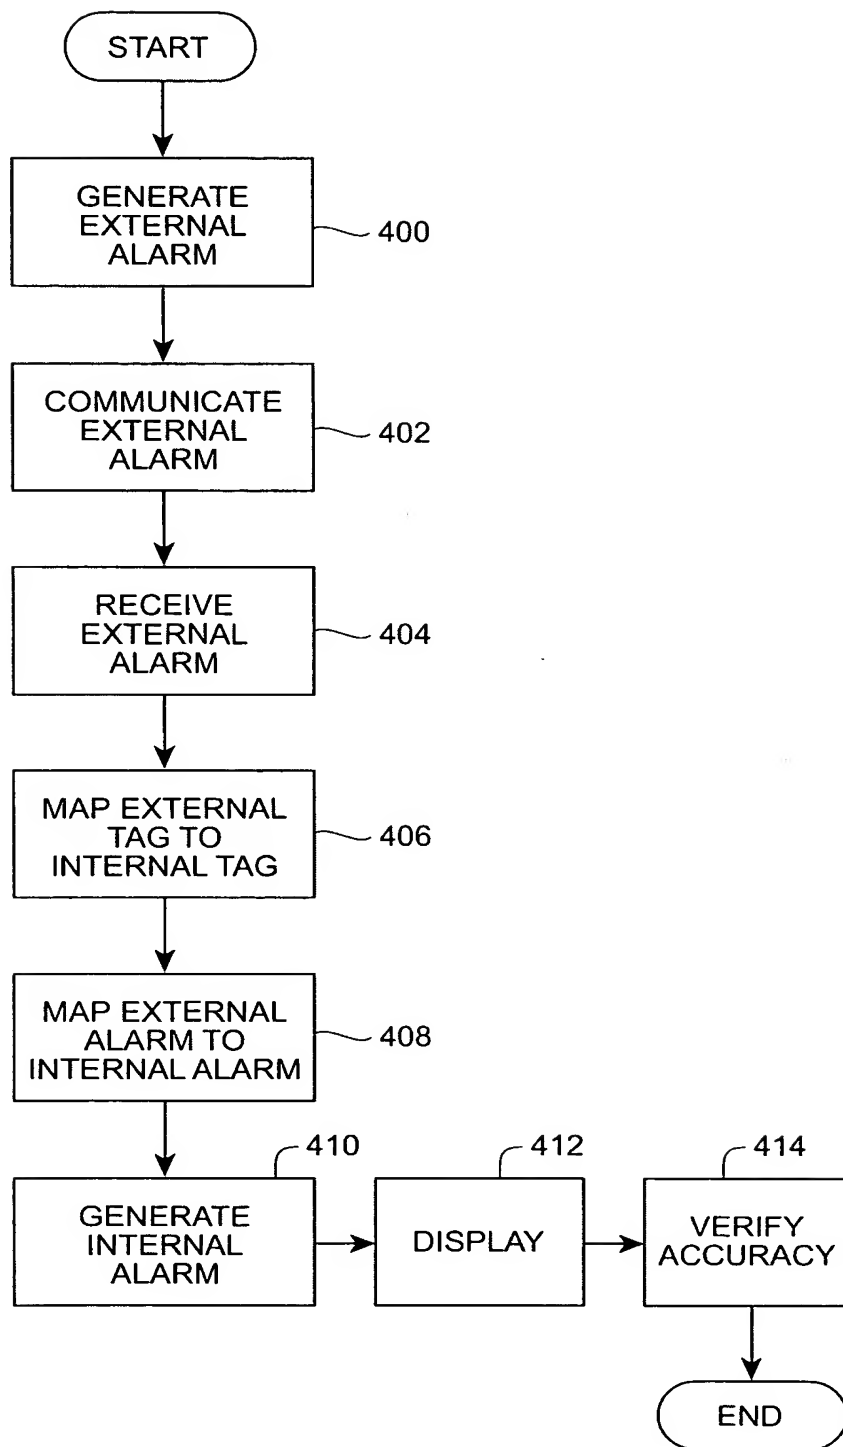 START
GENERATE
EXTERNAL
ALARM
400
COMMUNICATE
EXTERNAL
ALARM
402
RECEIVE
EXTERNAL
ALARM
404
MAP EXTERNAL
TAG TO
INTERNAL TAG
406
MAP EXTERNAL
ALARM TO
INTERNAL ALARM
408
410
GENERATE
INTERNAL
ALARM
412
DISPLAY
414
VERIFY
ACCURACY
END